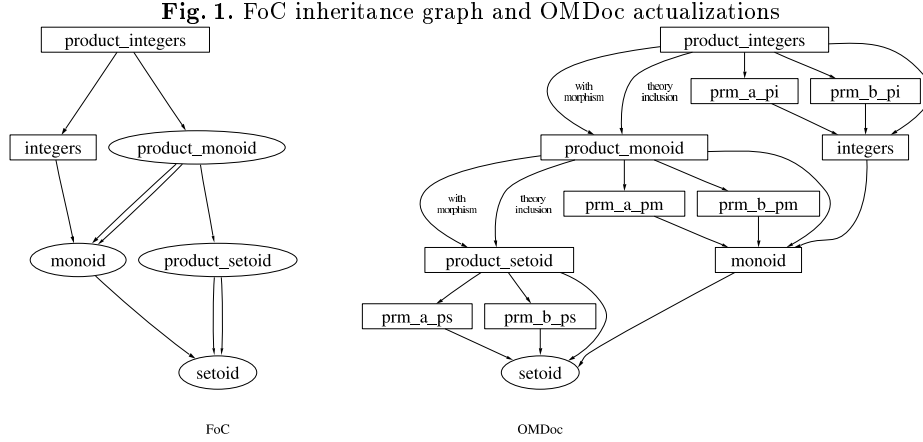 Fig. 1. FoC inheritance graph and OMDoc actualizations
product_integers
integers
product_monoid
monoid
product_setoid
setoid
FoC
product_integers
with
morphism
theory
inclusion
prm_a_pi
prm_b_pi
product_monoid
integers
with
morphism
theory
inclusion
prm_a_pm
prm_b_pm
product_setoid
monoid
prm_a_ps
prm_b_ps
setoid
OMDoc